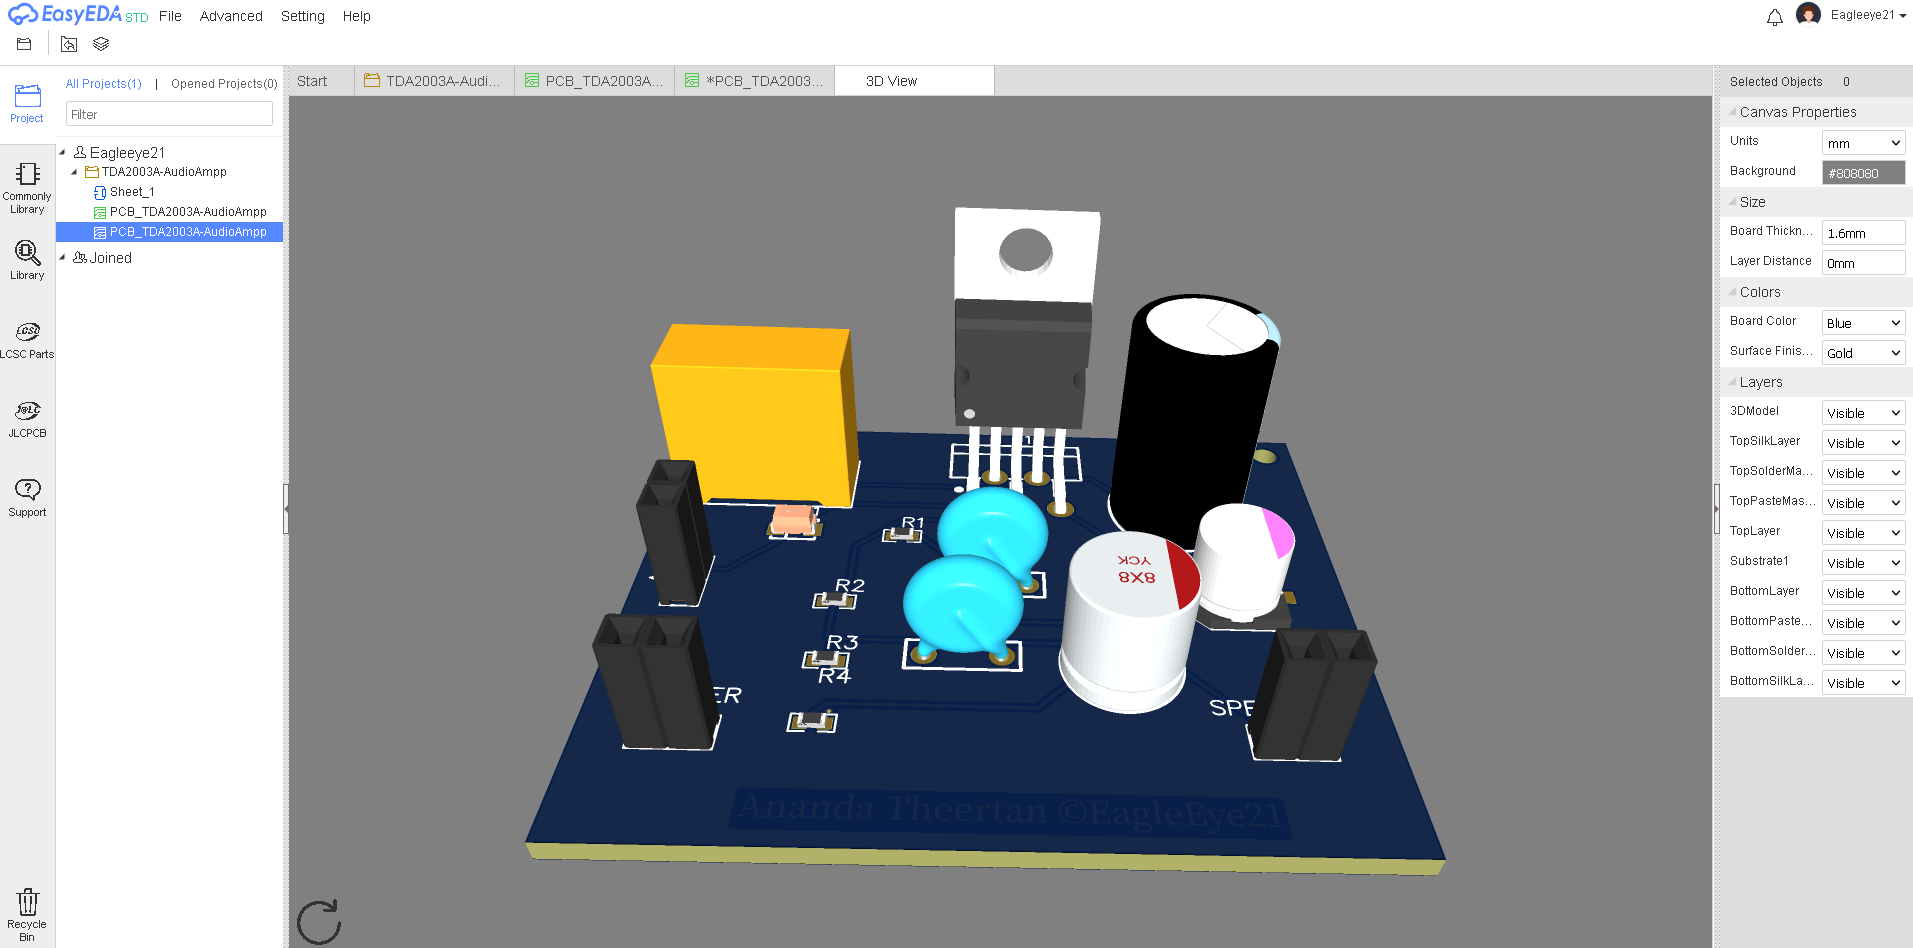 EasyEDA STD File Advanced Setting Help
Eagleeye21
All Projects(1) | Opened Projects(0)
Filter
Eagleeye21
TDA2003A-AudioAmpp
Sheet_1
PCB_TDA2003A-AudioAmpp
PCB_TDA2003A-AudioAmpp
Joined
Project
Commonly
Library
Library
LCSC
LCSC Parts
J@LC
JLCPCB
Support
Recycle
Bin
Start TDA2003A-Audi... PCB_TDA2003A... *PCB_TDA2003... 3D View
1
R1
R2
R3
R4
YCK
8X8
ER
SPE
Ananda Theertan ©EagleEye21
Selected Objects 0
Canvas Properties
Units mm
Background #808080
Size
Board Thickn... 1.6mm
Layer Distance 0mm
Colors
Board Color Blue
Surface Finis... Gold
Layers
3DModel Visible
TopSilkLayer Visible
TopSolderMa... Visible
TopPasteMas... Visible
TopLayer Visible
Substrate1 Visible
BottomLayer Visible
BottomPaste... Visible
BottomSolder... Visible
BottomSilkLa... Visible